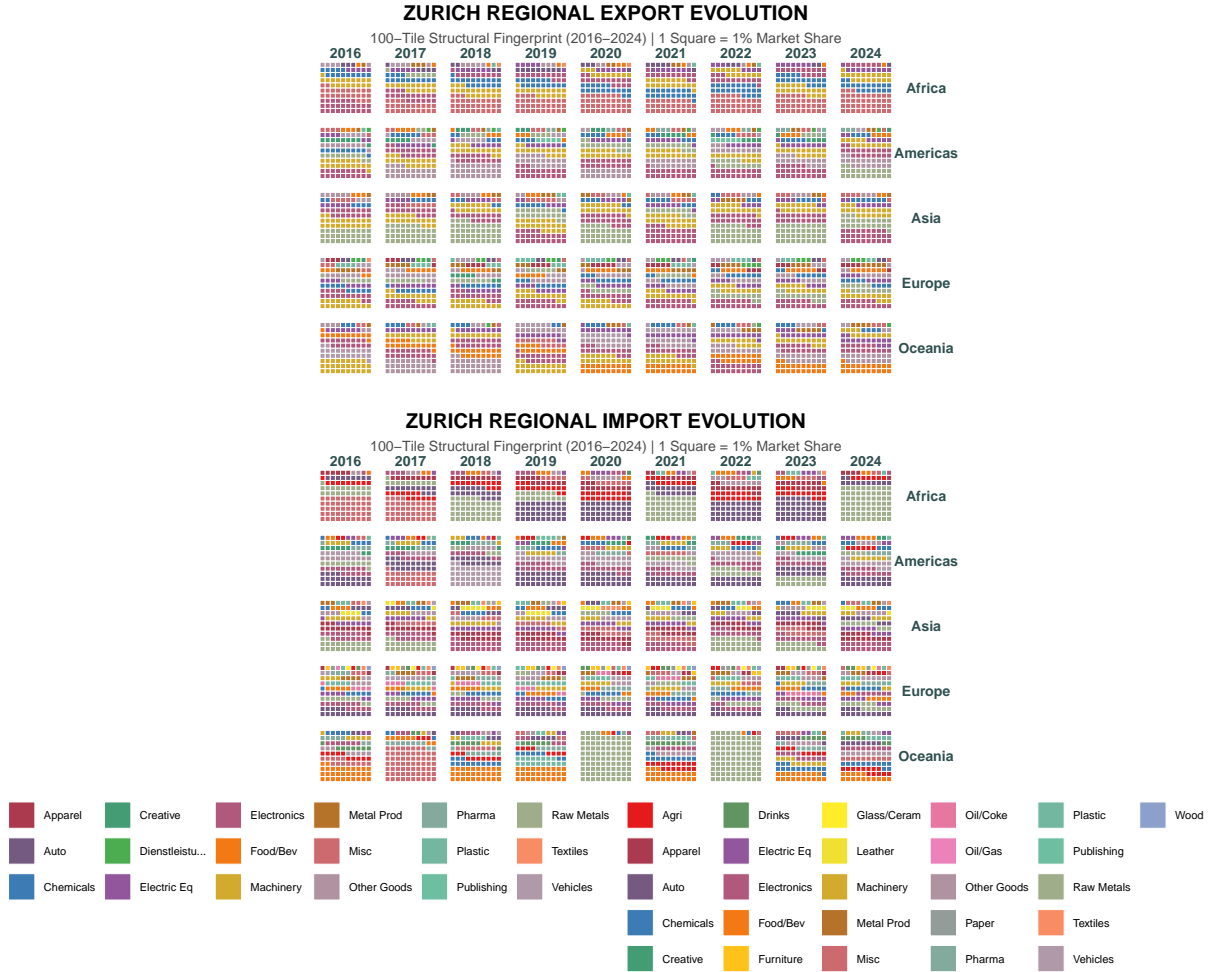 ZURICH REGIONAL EXPORT EVOLUTION
100–Tile Structural Fingerprint (2016–2024) | 1 Square = 1% Market Share
2016 2017 2018 2019 2020 2021 2022 2023 2024
Africa
Americas
Asia
Europe
Oceania
ZURICH REGIONAL IMPORT EVOLUTION
100–Tile Structural Fingerprint (2016–2024) | 1 Square = 1% Market Share
2016 2017 2018 2019 2020 2021 2022 2023 2024
Africa
Americas
Asia
Europe
Oceania
Apparel Creative Electronics Metal Prod Pharma Raw Metals Agri Drinks Glass/Ceram Oil/Coke Plastic Wood
Auto Dienstleistu... Food/Bev Misc Plastic Textiles Apparel Electric Eq Leather Oil/Gas Publishing
Chemicals Electric Eq Machinery Other Goods Publishing Vehicles Auto Electronics Machinery Other Goods Raw Metals
Chemicals Food/Bev Metal Prod Paper Textiles
Creative Furniture Misc Pharma Vehicles